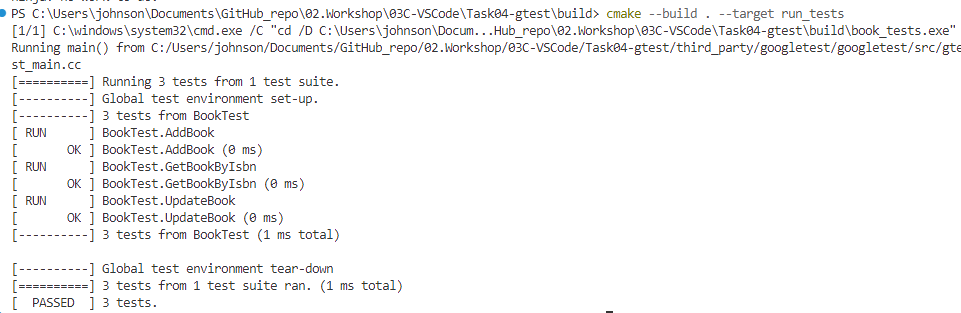 PS C:\Users\johnson\Documents\GitHub_repo\02.Workshop\03C-VSCode\Task04-gtest\build> cmake --build . --target run_tests
[1/1] C:\windows\system32\cmd.exe /C "cd /D C:\Users\johnson\Docum...Hub_repo\02.Workshop\03C-VSCode\Task04-gtest\build\book_tests.exe"
Running main() from C:/Users/johnson/Documents/GitHub_repo/02.Workshop/03C-VSCode/Task04-gtest/third_party/googletest/googletest/src/gte
st_main.cc
[==========] Running 3 tests from 1 test suite.
[----------] Global test environment set-up.
[----------] 3 tests from BookTest
[ RUN      ] BookTest.AddBook
[       OK ] BookTest.AddBook (0 ms)
[ RUN      ] BookTest.GetBookByIsbn
[       OK ] BookTest.GetBookByIsbn (0 ms)
[ RUN      ] BookTest.UpdateBook
[       OK ] BookTest.UpdateBook (0 ms)
[----------] 3 tests from BookTest (1 ms total)

[----------] Global test environment tear-down
[==========] 3 tests from 1 test suite ran. (1 ms total)
[  PASSED  ] 3 tests.